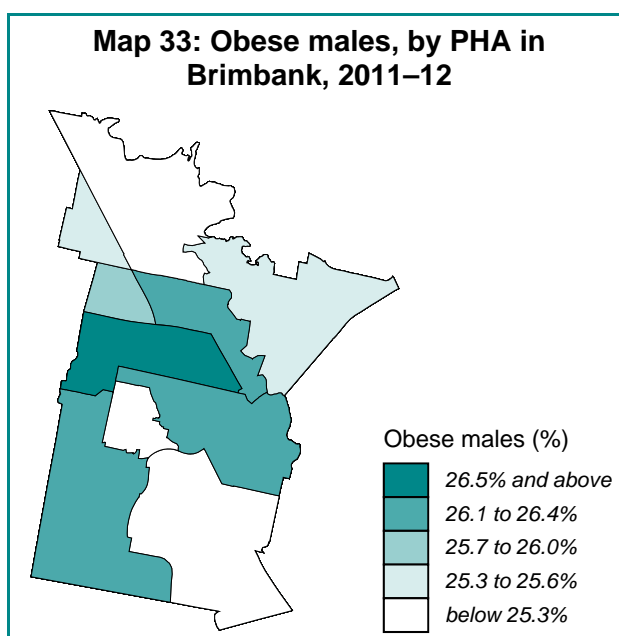 Map 33: Obese males, by PHA in
Brimbank, 2011–12
Obese males (%)
26.5% and above
26.1 to 26.4%
25.7 to 26.0%
25.3 to 25.6%
below 25.3%